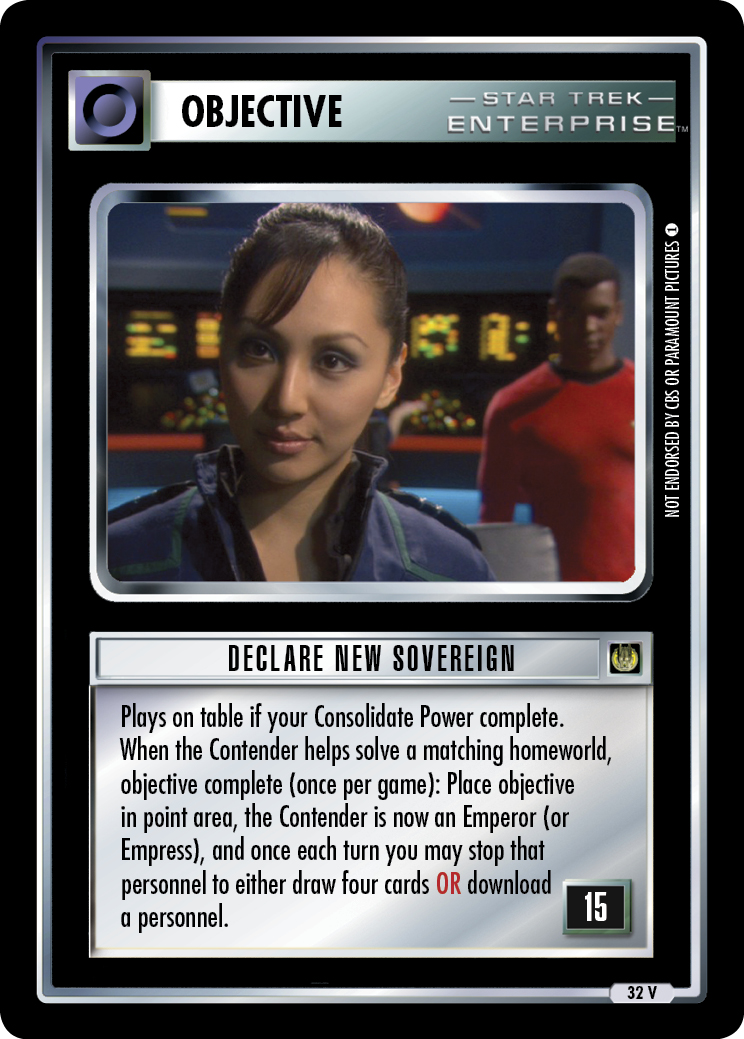 OBJECTIVE
— STAR TREK —
ENTERPRISE™
NOT ENDORSED BY CBS OR PARAMOUNT PICTURES 1
DECLARE NEW SOVEREIGN
Plays on table if your Consolidate Power complete.
When the Contender helps solve a matching homeworld,
objective complete (once per game): Place objective
in point area, the Contender is now an Emperor (or
Empress), and once each turn you may stop that
personnel to either draw four cards OR download
a personnel.
15
32 V